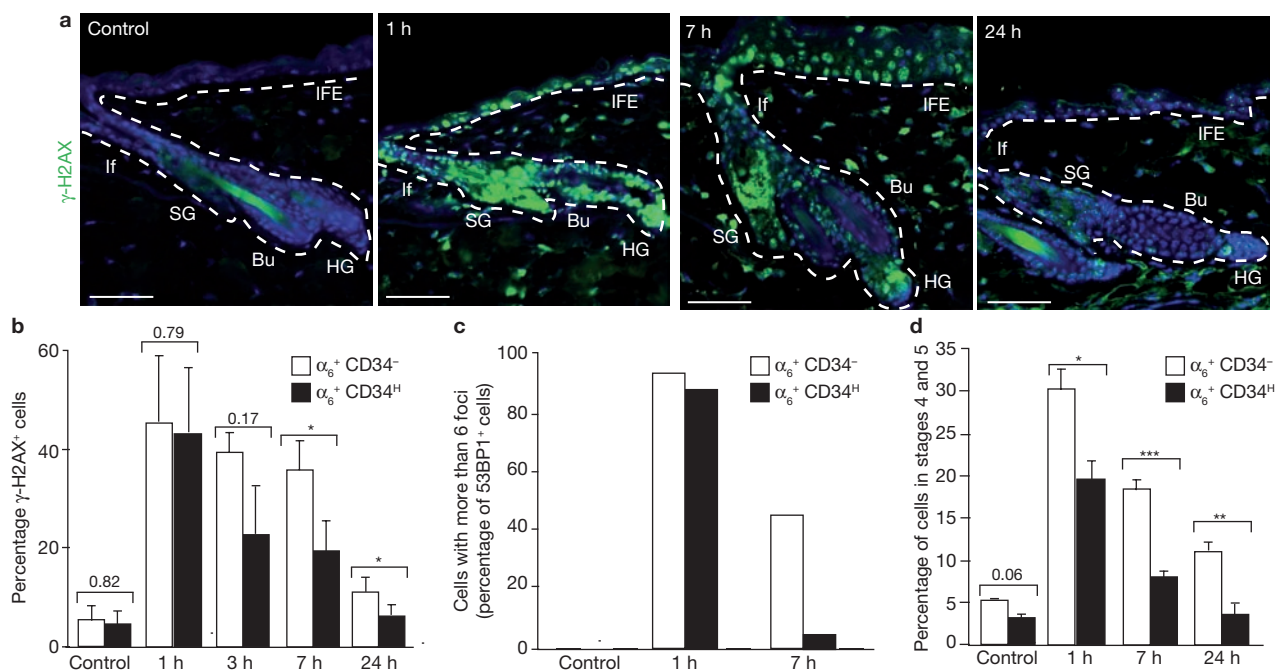 a
Control
1 h
7 h
24 h
γ-H2AX
IFE
If
SG
Bu
HG
IFE
If
SG
Bu
HG
If
IFE
Bu
SG
HG
IFE
If
SG
Bu
HG
b
Percentage γ-H2AX⁺ cells
60
40
20
0
0.82
0.79
0.17
*
*
α₆⁺ CD34⁻
α₆⁺ CD34ᴴ
Control 1 h 3 h 7 h 24 h
c
Cells with more than 6 foci
(percentage of 53BP1⁺ cells)
100
80
60
40
20
0
α₆⁺ CD34⁻
α₆⁺ CD34ᴴ
1 h 7 h
d
Percentage of cells in stages 4 and 5
35
30
25
20
15
10
5
0
0.06
*
***
**
α₆⁺ CD34⁻
α₆⁺ CD34ᴴ
Control 1 h 7 h 24 h